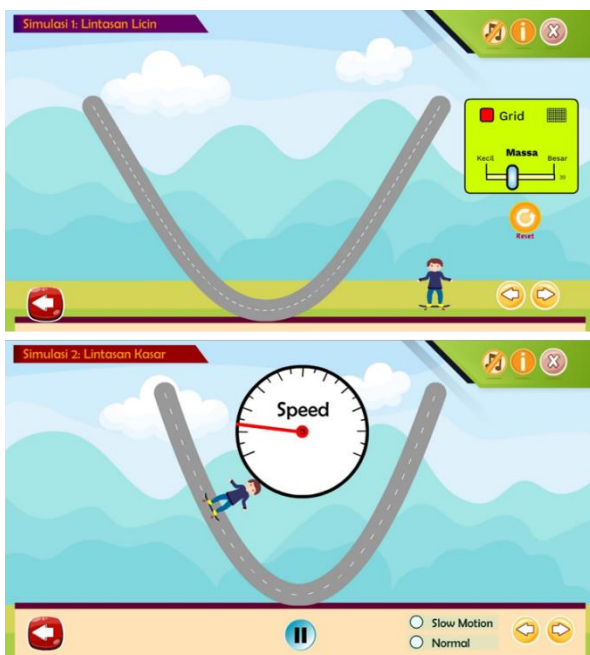 Simulasi 1: Lintasan Licin
Grid
Massa
Kecil
Besar
Reset
Simulasi 2: Lintasan Kasar
Speed
Slow Motion
Normal